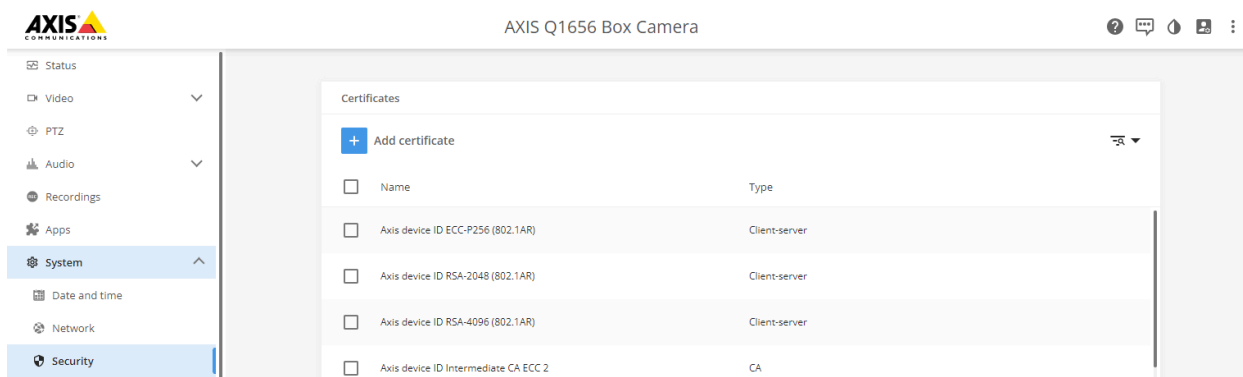 AXIS
COMMUNICATIONS
AXIS Q1656 Box Camera
Status
Video
PTZ
Audio
Recordings
Apps
System
Date and time
Network
Security
Certificates
Add certificate
Name Type
Axis device ID ECC-P256 (802.1AR) Client-server
Axis device ID RSA-2048 (802.1AR) Client-server
Axis device ID RSA-4096 (802.1AR) Client-server
Axis device ID Intermediate CA ECC 2 CA